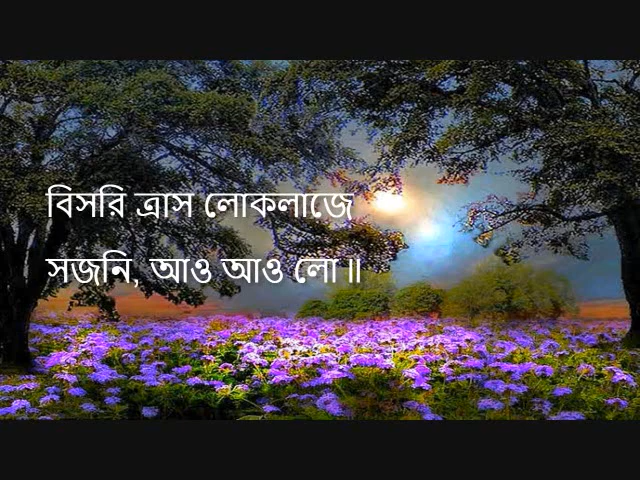 বিসরি ত্রাস লোকলাজে
সজনি, আও আও লো॥